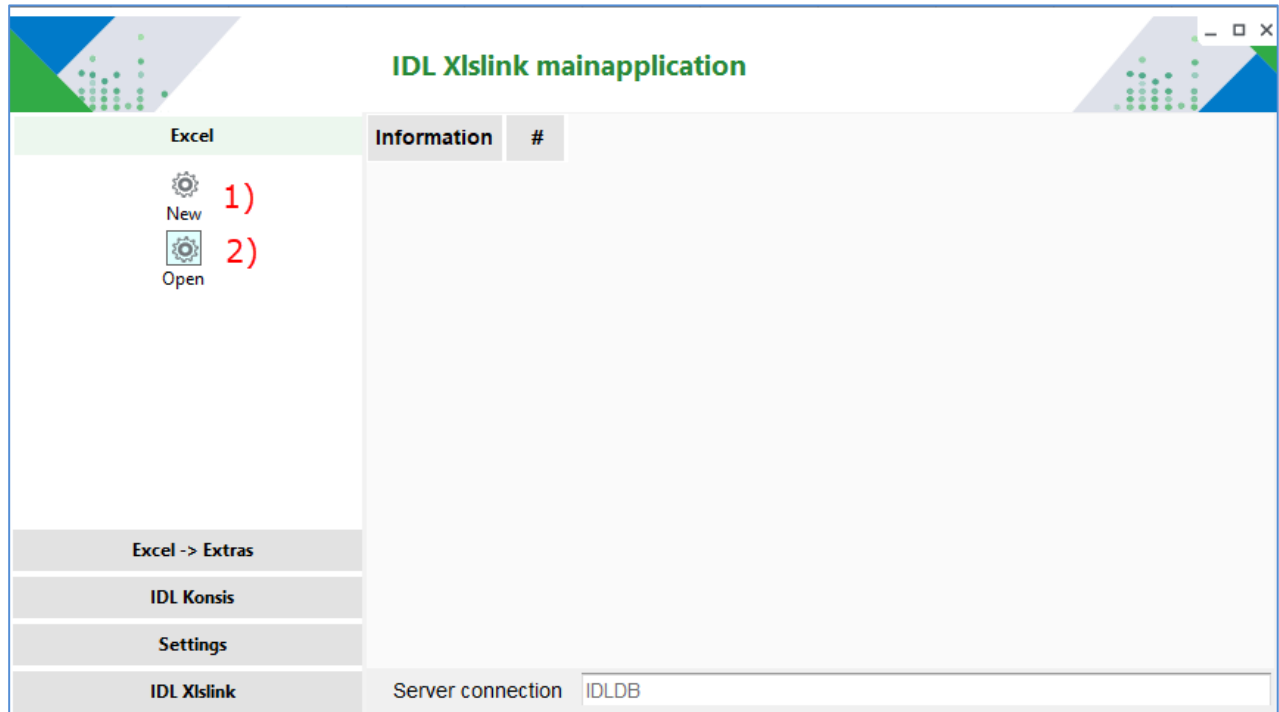 IDL Xlslink mainapplication
Excel
Information #
New 1)
Open 2)
Excel -> Extras
IDL Konsis
Settings
IDL Xlslink
Server connection IDLDB